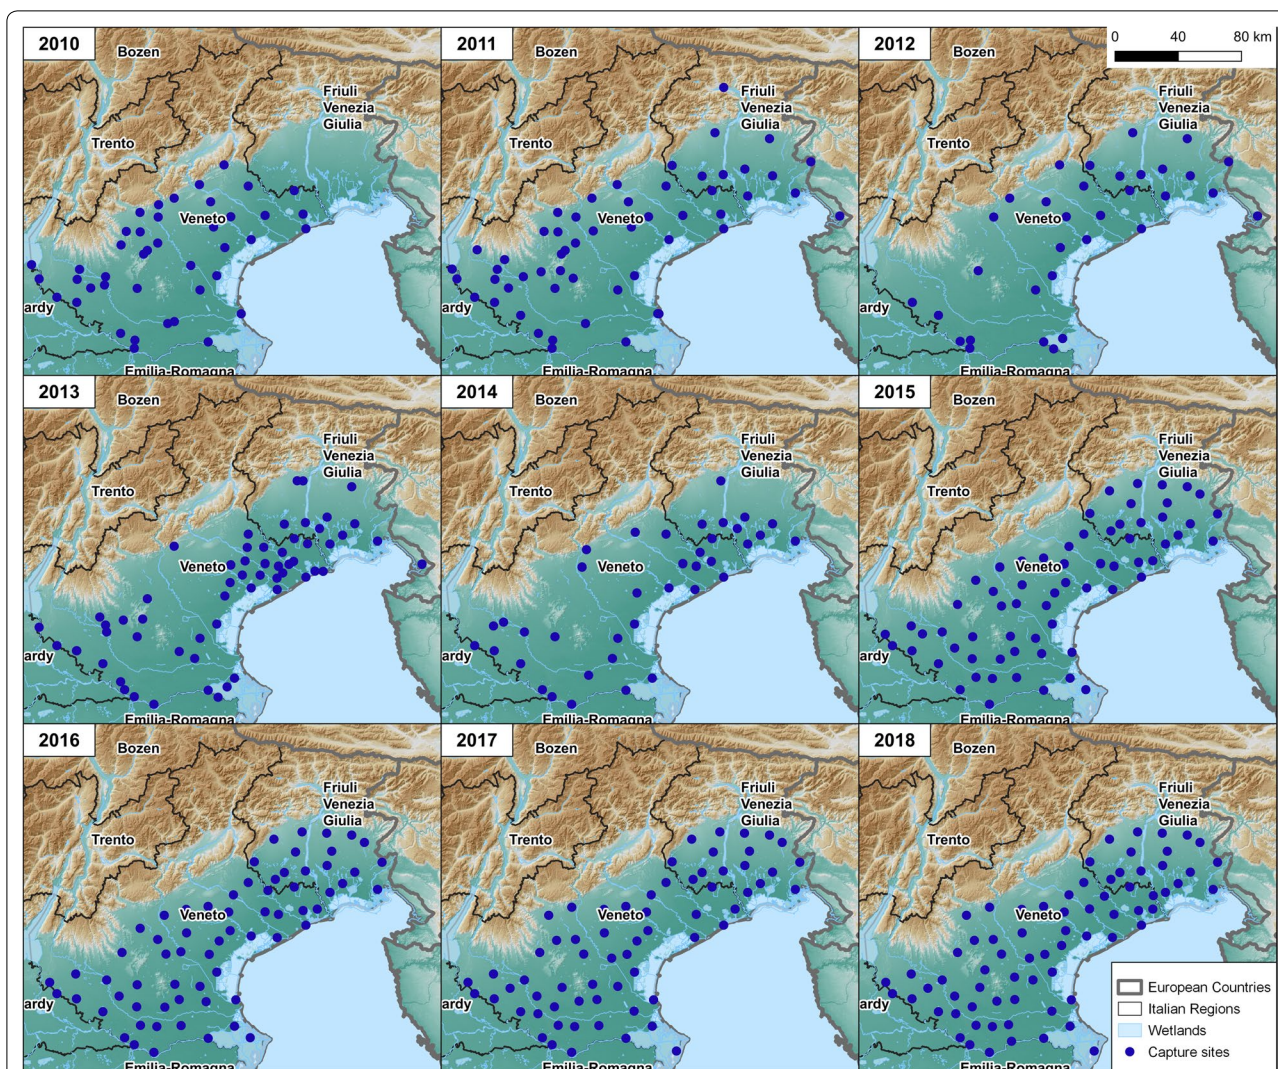 2010
Bozen
Trento
Friuli
Venezia
Giulia
Veneto
ardy
Emilia-Romagna
2011
Bozen
Trento
Friuli
Venezia
Giulia
Veneto
ardy
Emilia-Romagna
2012
0 40 80 km
Bozen
Trento
Friuli
Venezia
Giulia
Veneto
ardy
Emilia-Romagna
2013
Bozen
Trento
Friuli
Venezia
Giulia
Veneto
ardy
Emilia-Romagna
2014
Bozen
Trento
Friuli
Venezia
Giulia
Veneto
ardy
Emilia-Romagna
2015
Bozen
Trento
Friuli
Venezia
Giulia
Veneto
ardy
Emilia-Romagna
2016
Bozen
Trento
Friuli
Venezia
Giulia
Veneto
ardy
Emilia-Romagna
2017
Bozen
Trento
Friuli
Venezia
Giulia
Veneto
ardy
Emilia-Romagna
2018
Bozen
Trento
Friuli
Venezia
Giulia
Veneto
ardy
Emilia-Romagna
European Countries
Italian Regions
Wetlands
Capture sites